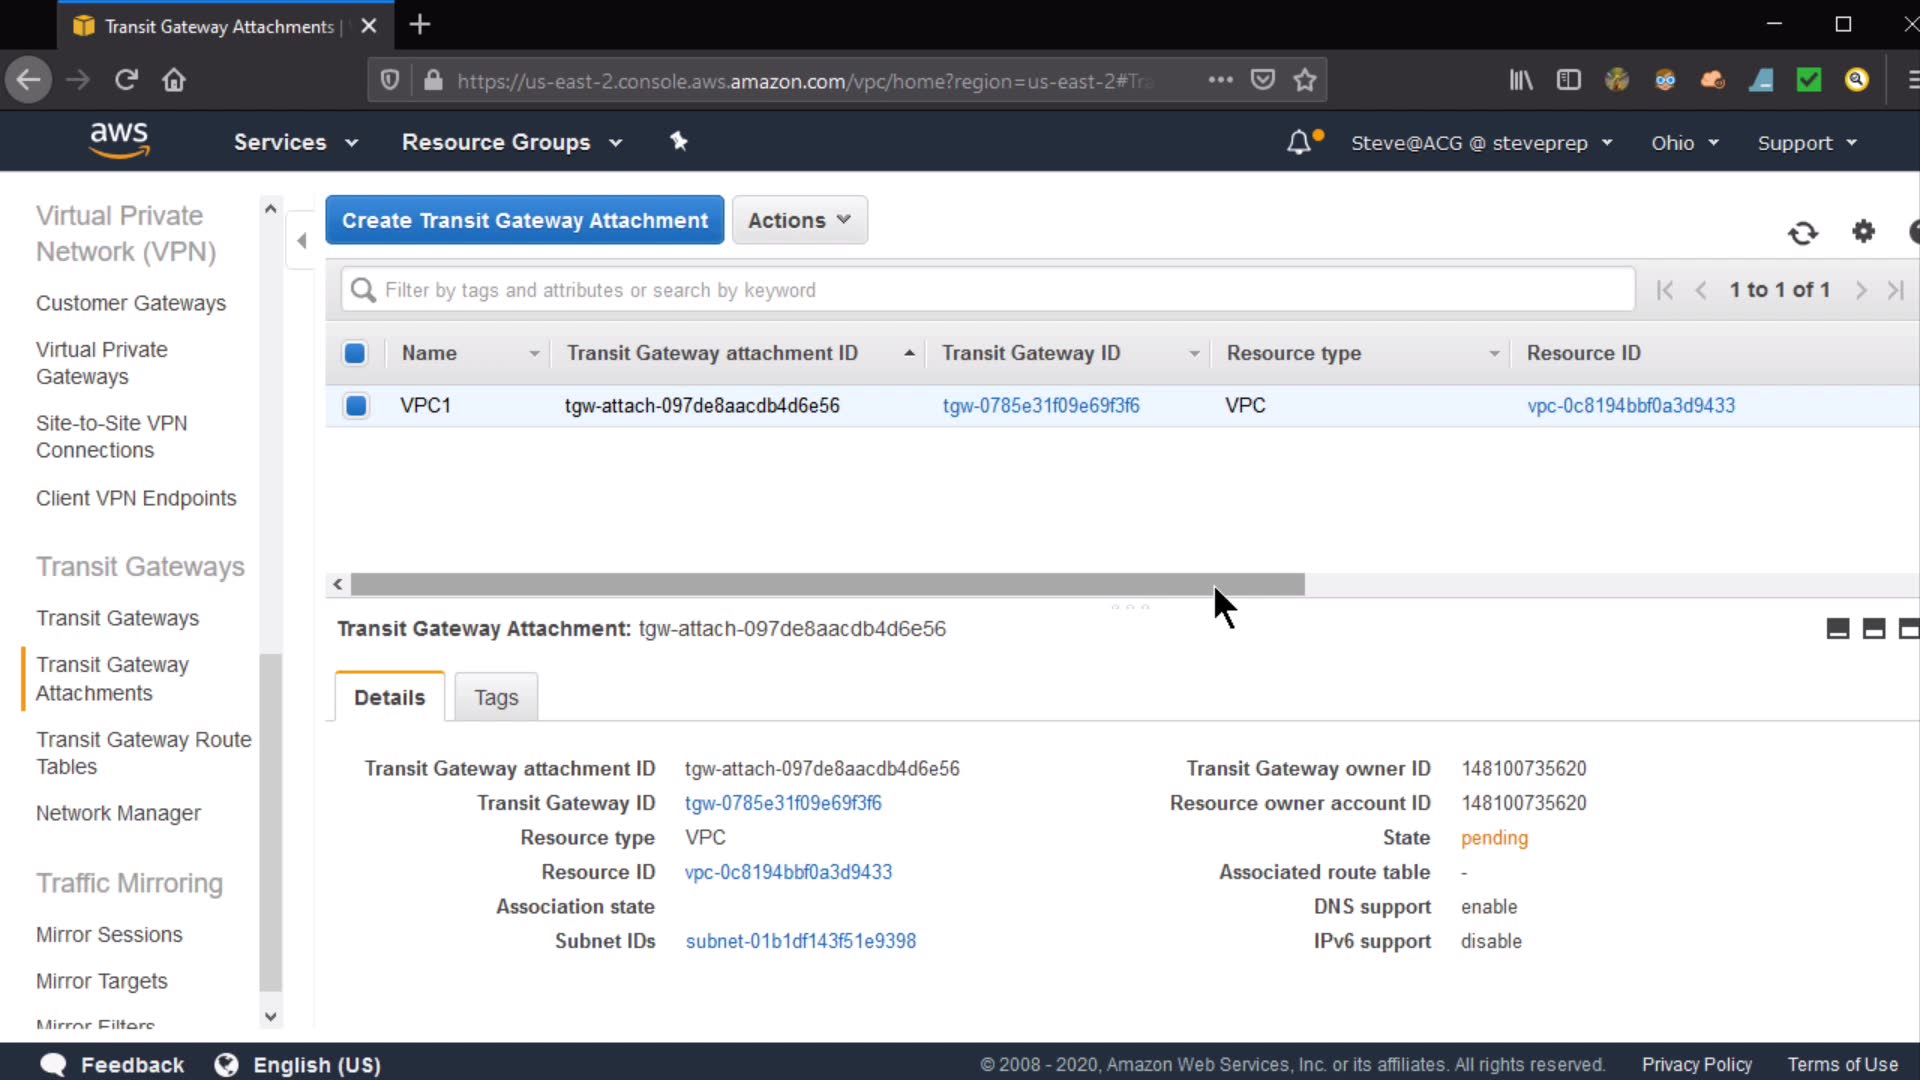 Transit Gateway Attachments |
https://us-east-2.console.aws.amazon.com/vpc/home?region=us-east-2#Tra
aws
Services
Resource Groups
Steve@ACG @ steveprep
Ohio
Support
Virtual Private
Network (VPN)
Customer Gateways
Virtual Private
Gateways
Site-to-Site VPN
Connections
Client VPN Endpoints
Transit Gateways
Transit Gateways
Transit Gateway
Attachments
Transit Gateway Route
Tables
Network Manager
Traffic Mirroring
Mirror Sessions
Mirror Targets
Mirror Filters
Create Transit Gateway Attachment
Actions
Filter by tags and attributes or search by keyword
1 to 1 of 1
Name Transit Gateway attachment ID Transit Gateway ID Resource type Resource ID
VPC1 tgw-attach-097de8aacdb4d6e56 tgw-0785e31f09e69f3f6 VPC vpc-0c8194bbf0a3d9433
Transit Gateway Attachment: tgw-attach-097de8aacdb4d6e56
Details Tags
Transit Gateway attachment ID tgw-attach-097de8aacdb4d6e56
Transit Gateway ID tgw-0785e31f09e69f3f6
Resource type VPC
Resource ID vpc-0c8194bbf0a3d9433
Association state
Subnet IDs subnet-01b1df143f51e9398
Transit Gateway owner ID 148100735620
Resource owner account ID 148100735620
State pending
Associated route table -
DNS support enable
IPv6 support disable
Feedback
English (US)
© 2008 - 2020, Amazon Web Services, Inc. or its affiliates. All rights reserved.
Privacy Policy
Terms of Use